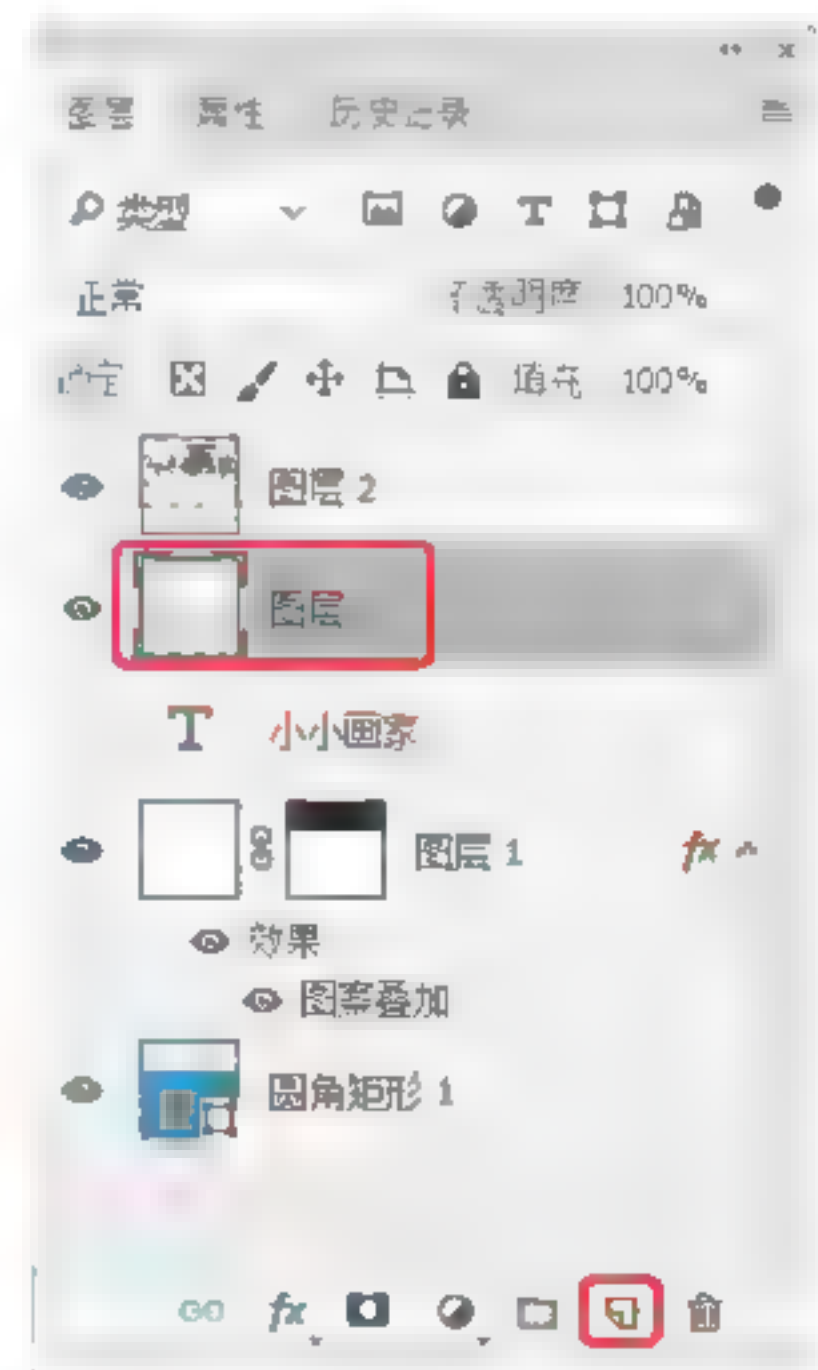 图层 属性 历史记录
类型
正常 不透明度 100%
锁定 填充 100%
图层 2
图层
小小画家
图层 1 fx
效果
图案叠加
圆角矩形 1
fx